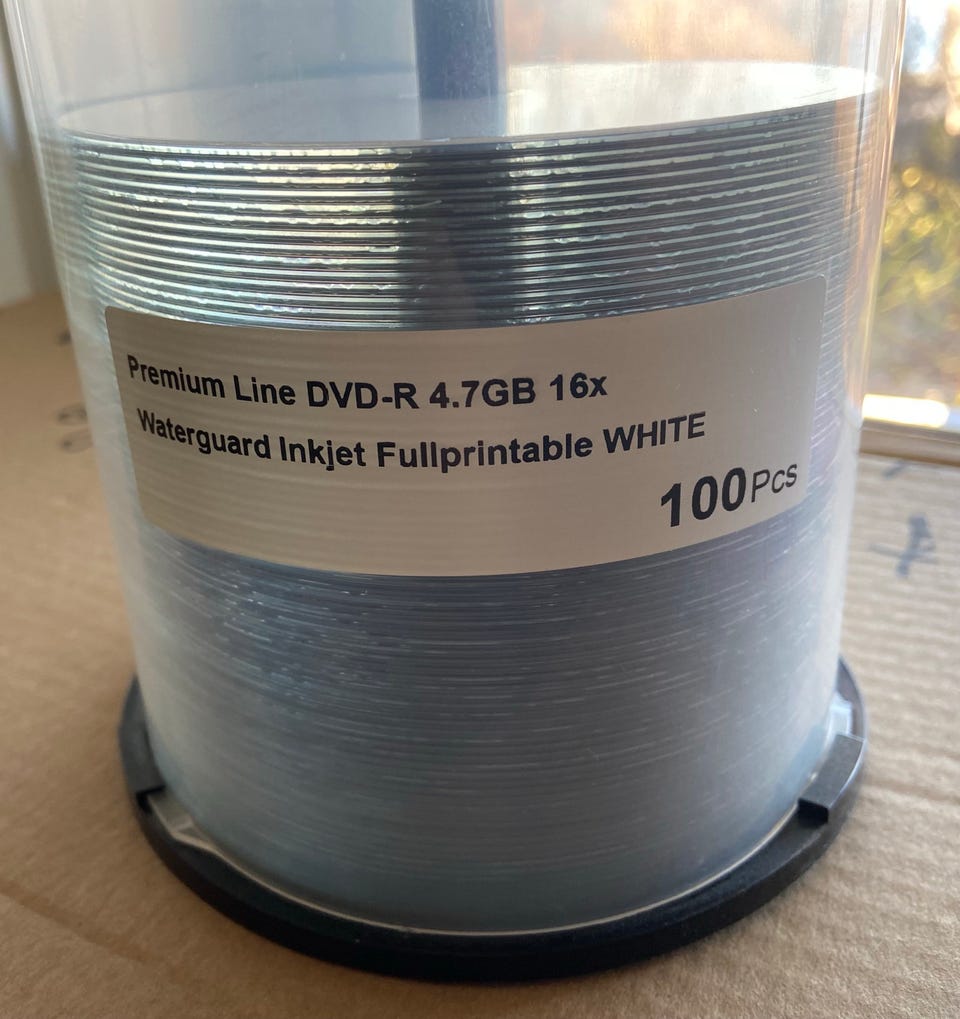 Premium Line DVD-R 4.7GB 16x
Waterguard Inkjet Fullprintable WHITE
100Pcs